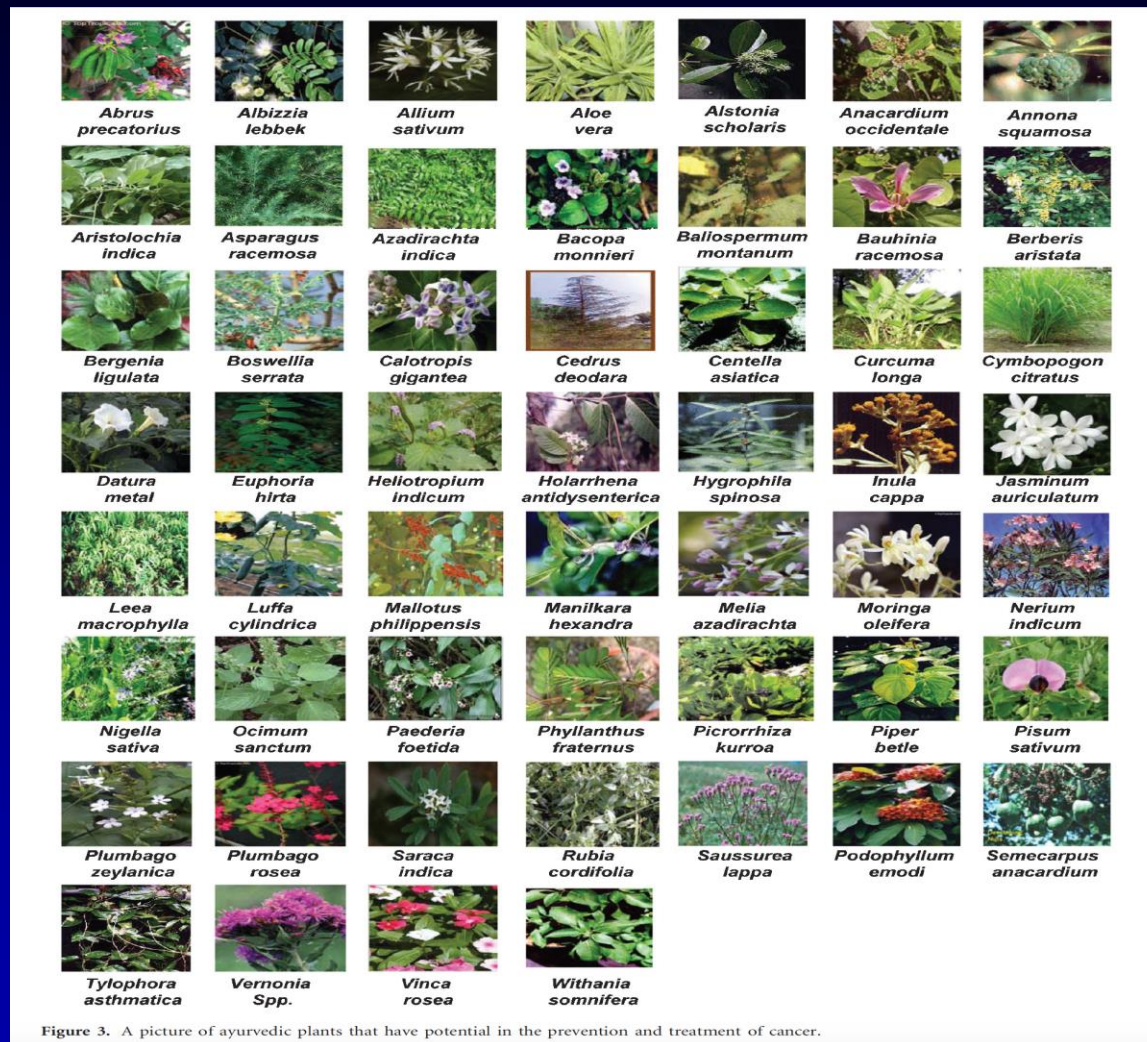 Abrus
precatorius
Albizzia
lebbek
Allium
sativum
Aloe
vera
Alstonia
scholaris
Anacardium
occidentale
Annona
squamosa
Aristolochia
indica
Asparagus
racemosa
Azadirachta
indica
Bacopa
monnieri
Baliospermum
montanum
Bauhinia
racemosa
Berberis
aristata
Bergenia
ligulata
Boswellia
serrata
Calotropis
gigantea
Cedrus
deodara
Centella
asiatica
Curcuma
longa
Cymbopogon
citratus
Datura
metal
Euphoria
hirta
Heliotropium
indicum
Holarrhena
antidysenterica
Hygrophila
spinosa
Inula
cappa
Jasminum
auriculatum
Leea
macrophylla
Luffa
cylindrica
Mallotus
philippensis
Manilkara
hexandra
Melia
azadirachta
Moringa
oleifera
Nerium
indicum
Nigella
sativa
Ocimum
sanctum
Paederia
foetida
Phyllanthus
fraternus
Picrorrhiza
kurroa
Piper
betle
Pisum
sativum
Plumbago
zeylanica
Plumbago
rosea
Saraca
indica
Rubia
cordifolia
Saussurea
lappa
Podophyllum
emodi
Semecarpus
anacardium
Tylophora
asthmatica
Vernonia
Spp.
Vinca
rosea
Withania
somnifera
Figure 3. A picture of ayurvedic plants that have potential in the prevention and treatment of cancer.